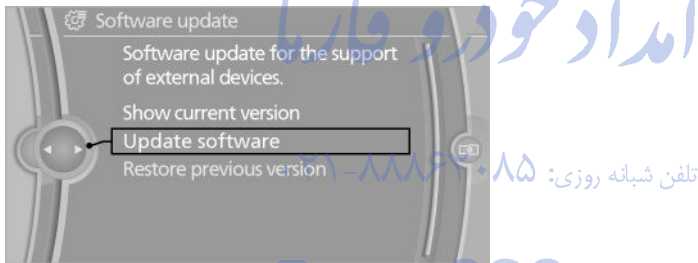 Software update
Software update for the support
of external devices.
Show current version
Update software
Restore previous version
امداد خودرو
تلفن شبانه روزی: